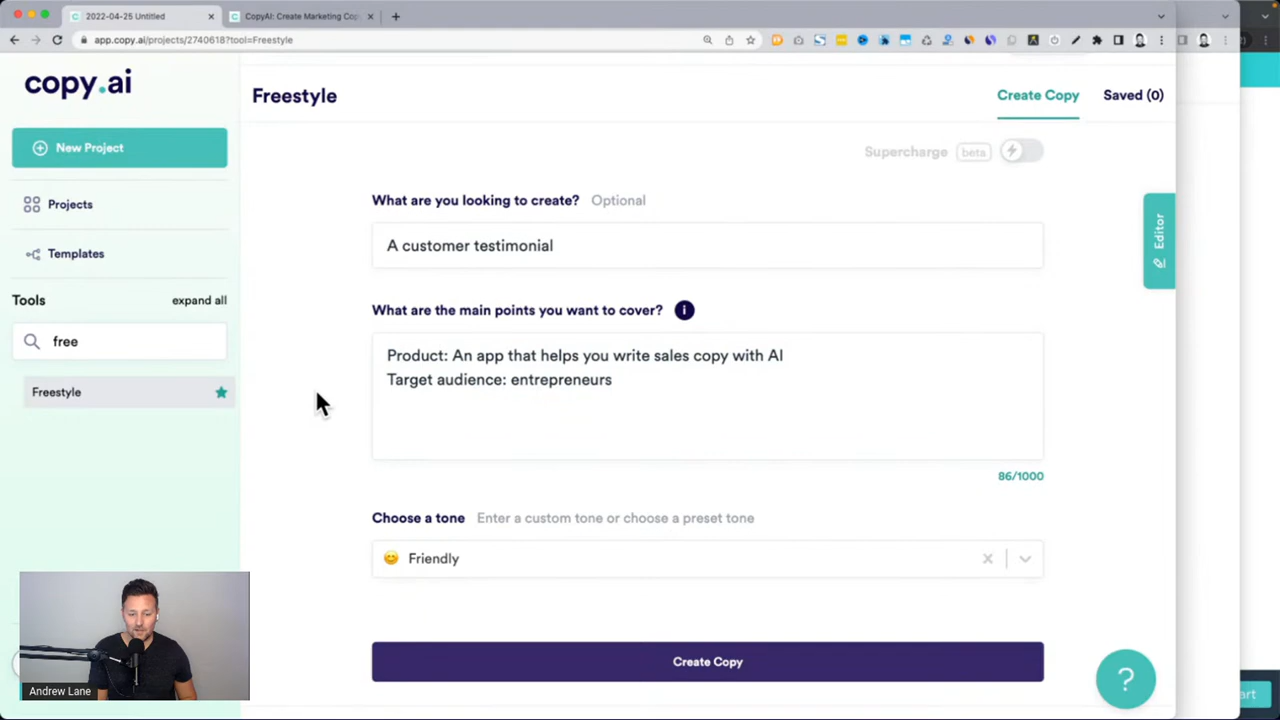 2022-04-25 Untitled
CopyAI: Create Marketing Cop
app.copy.ai/projects/2740618?tool=Freestyle
copy.ai
Freestyle
Create Copy
Saved (0)
New Project
Supercharge beta
Projects
What are you looking to create? Optional
A customer testimonial
Editor
Templates
Tools
expand all
What are the main points you want to cover?
free
Product: An app that helps you write sales copy with AI
Target audience: entrepreneurs
Freestyle
86/1000
Choose a tone Enter a custom tone or choose a preset tone
Friendly
Create Copy
?
Andrew Lane
art